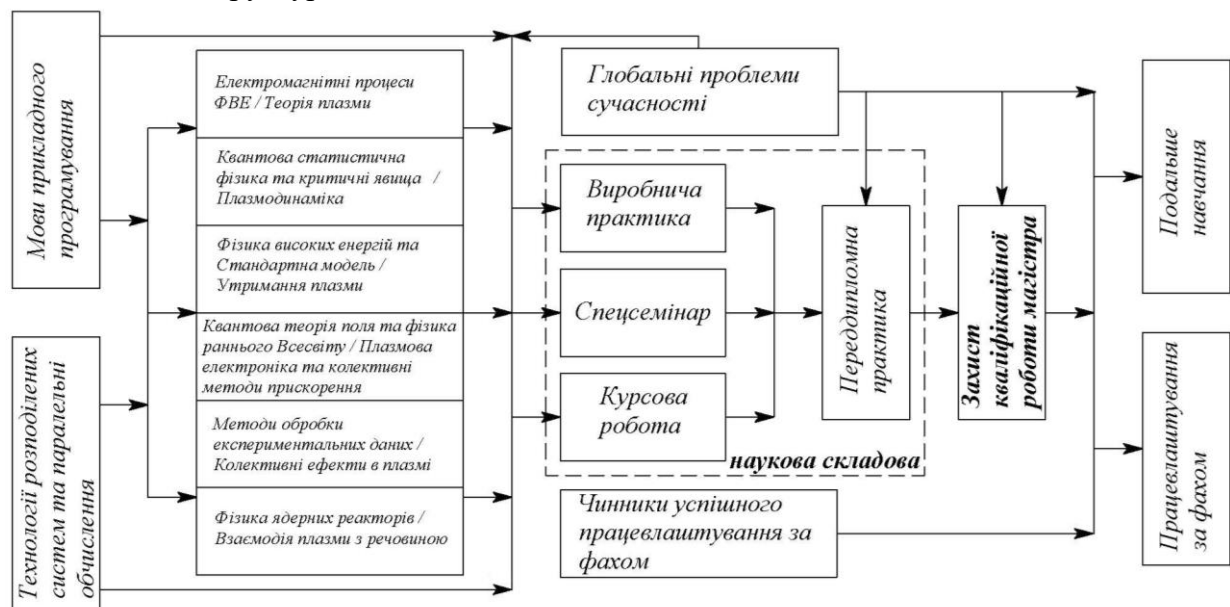 Мови прикладного
програмування
Технології розподілених
систем та паралельні
обчислення
Електромагнітні процеси
ФВЕ / Теорія плазми
Квантова статистична
фізика та критичні явища /
Плазмодинаміка
Фізика високих енергій та
Стандартна модель /
Утримання плазми
Квантова теорія поля та фізика
раннього Всесвіту / Плазмова
електроніка та колективні
методи прискорення
Методи обробки
експериментальних даних /
Колективні ефекти в плазмі
Фізика ядерних реакторів /
Взаємодія плазми з речовиною
Глобальні проблеми
сучасності
Виробнича
практика
Спецсемінар
Курсова
робота
наукова складова
Переддипломна
практика
Чинники успішного
працевлаштування за
фахом
Захист
кваліфікаційної
роботи магістра
Подальше
навчання
Працевлаштування
за фахом